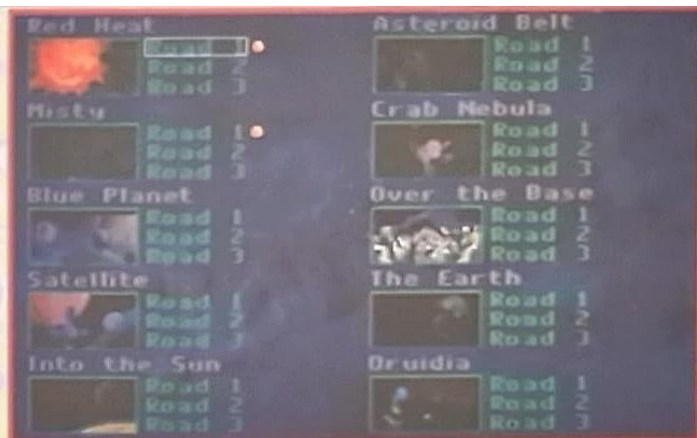 Red Heat
Road 1
Road 2
Road 3
Misty
Road 1
Road 2
Road 3
Blue Planet
Road 1
Road 2
Road 3
Satellite
Road 1
Road 2
Road 3
Into the Sun
Road 1
Road 2
Road 3
Asteroid Belt
Road 1
Road 2
Road 3
Crab Nebula
Road 1
Road 2
Road 3
Over the Base
Road 1
Road 2
Road 3
The Earth
Road 1
Road 2
Road 3
Druidia
Road 1
Road 2
Road 3